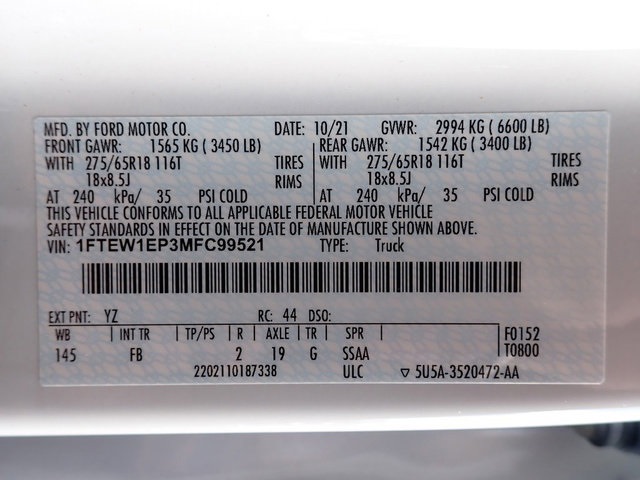 MFD. BY FORD MOTOR CO. DATE: 10/21 GVWR: 2994 KG ( 6600 LB)
FRONT GAWR: 1565 KG ( 3450 LB) REAR GAWR: 1542 KG ( 3400 LB)
WITH 275/65R18 116T TIRES WITH 275/65R18 116T TIRES
18x8.5J RIMS 18x8.5J RIMS
AT 240 kPa/ 35 PSI COLD AT 240 kPa/ 35 PSI COLD
THIS VEHICLE CONFORMS TO ALL APPLICABLE FEDERAL MOTOR VEHICLE
SAFETY STANDARDS IN EFFECT ON THE DATE OF MANUFACTURE SHOWN ABOVE.
VIN: 1FTEW1EP3MFC99521 TYPE: Truck
EXT PNT: YZ RC: 44 DSO:
WB INT TR TP/PS R AXLE TR SPR F0152
145 FB 2 19 G SSAA T0800
2202110187338 ULC ▽ 5U5A-3520472-AA